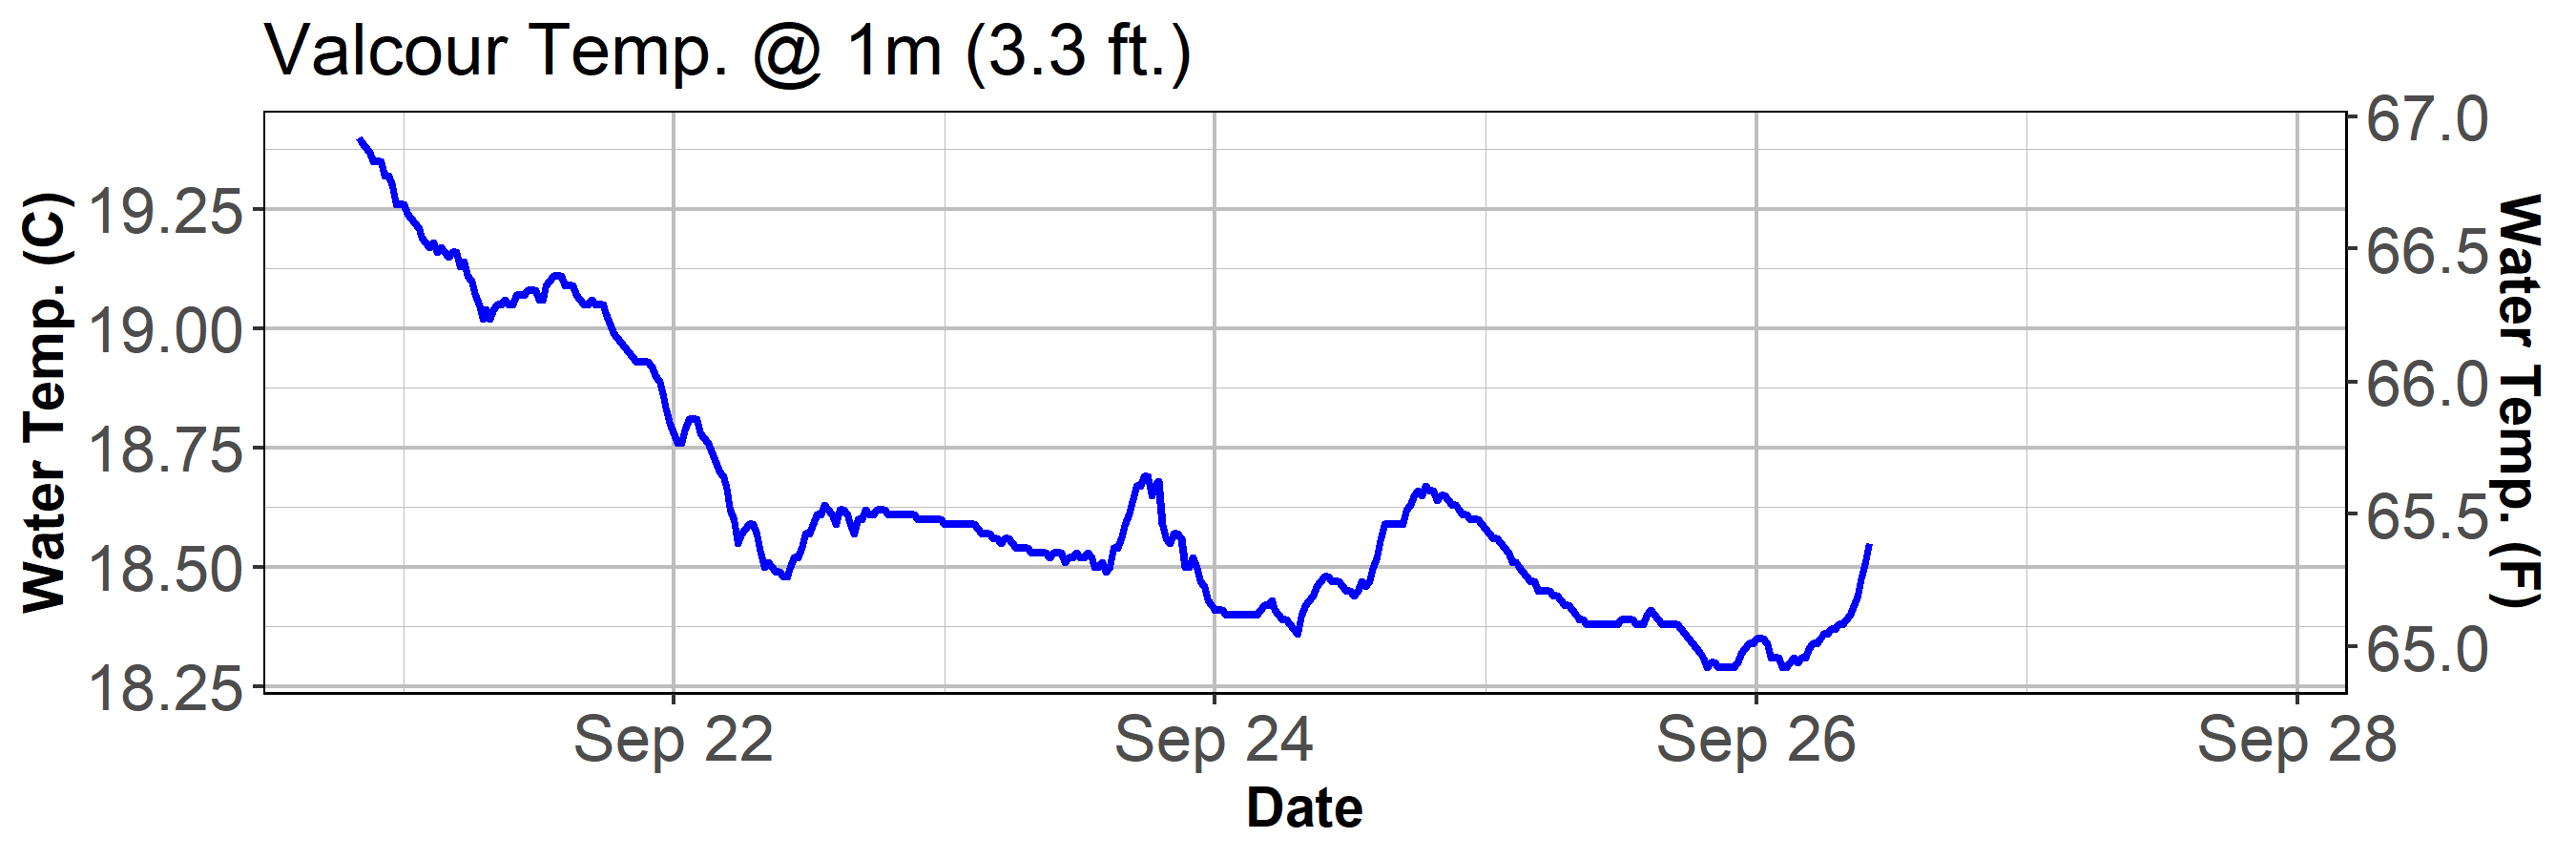 Valcour Temp. @ 1m (3.3 ft.)
Water Temp. (C)
19.25
19.00
18.75
18.50
18.25
67.0
66.5
66.0
65.5
65.0
Water Temp. (F)
Sep 22 Sep 24 Sep 26 Sep 28
Date